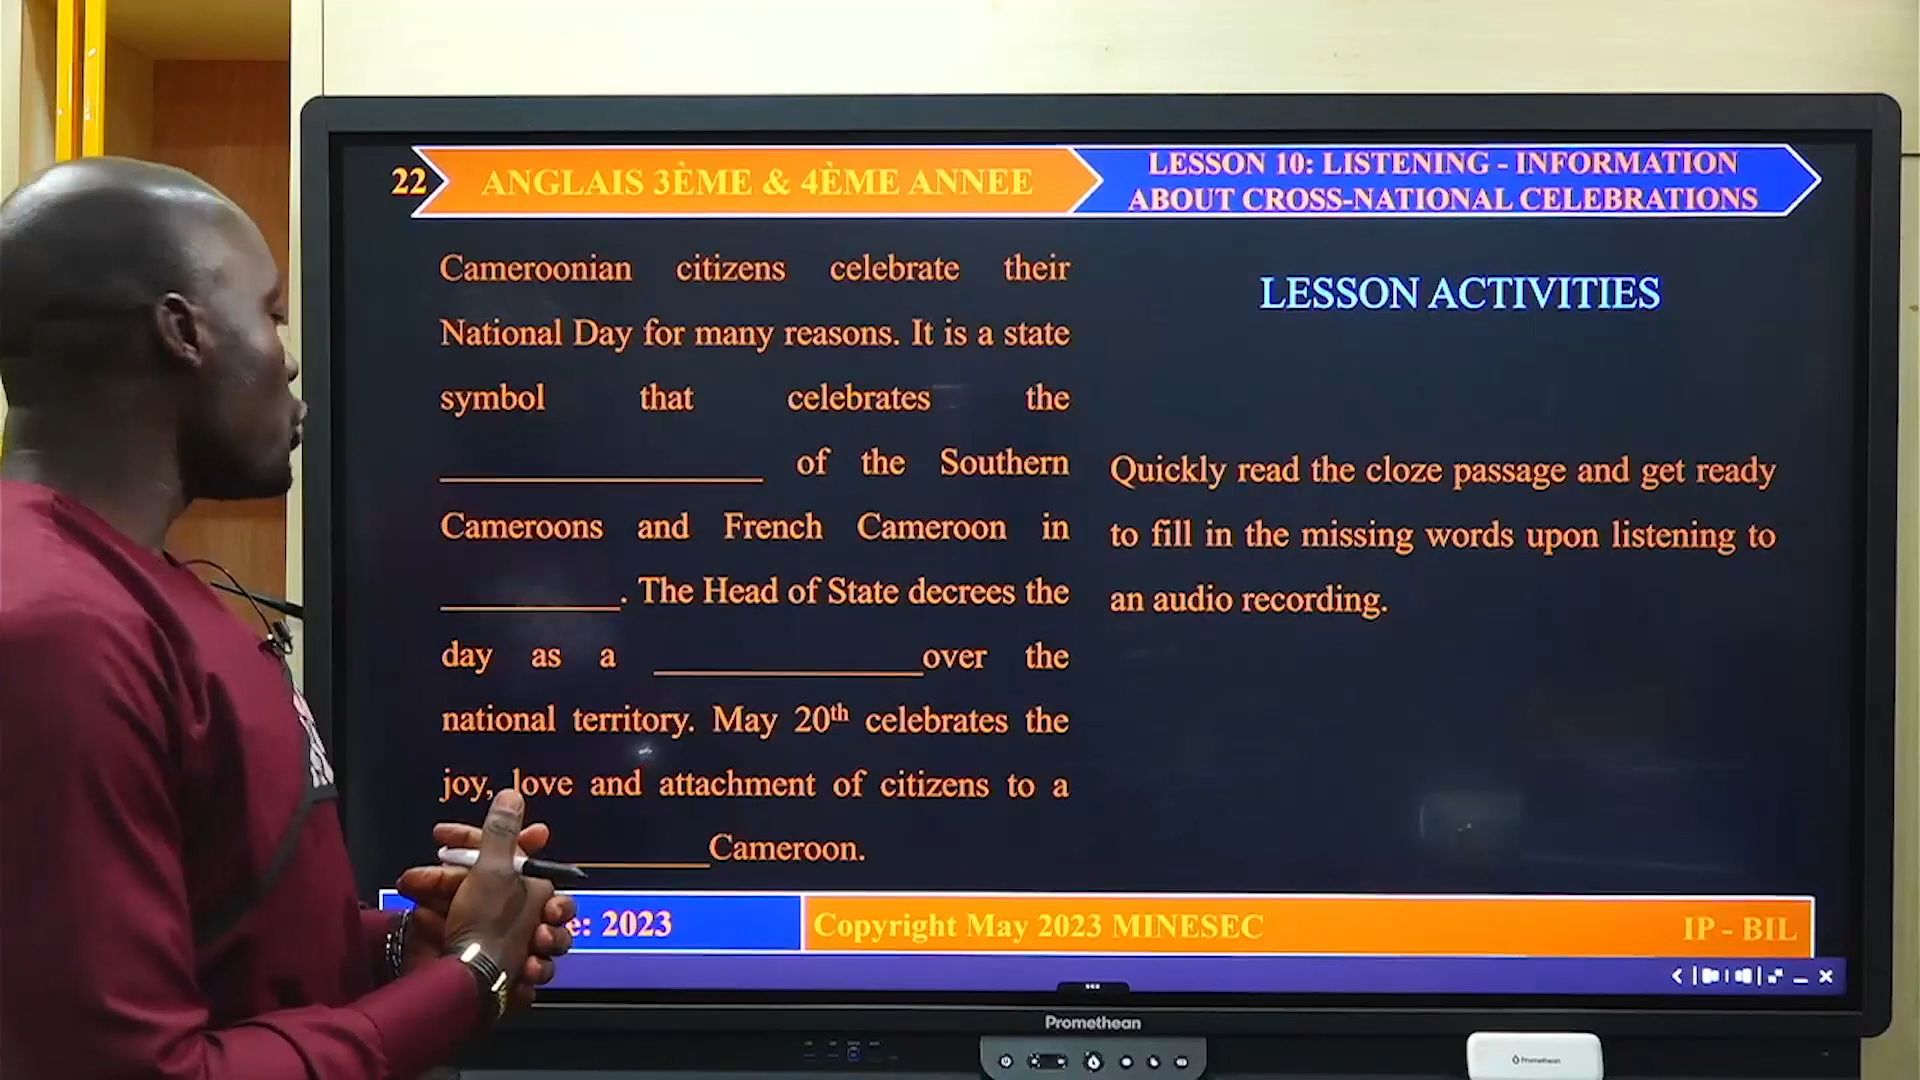 22
ANGLAIS 3ÈME & 4ÈME ANNEE
LESSON 10: LISTENING - INFORMATION
ABOUT CROSS-NATIONAL CELEBRATIONS
Cameroonian citizens celebrate their
National Day for many reasons. It is a state
symbol that celebrates the
____________ of the Southern
Cameroons and French Cameroon in
________. The Head of State decrees the
day as a ____________over the
national territory. May 20th celebrates the
joy, love and attachment of citizens to a
________Cameroon.
LESSON ACTIVITIES
Quickly read the cloze passage and get ready
to fill in the missing words upon listening to
an audio recording.
2023
Copyright May 2023 MINESEC
IP - BIL
Promethean
Promethean